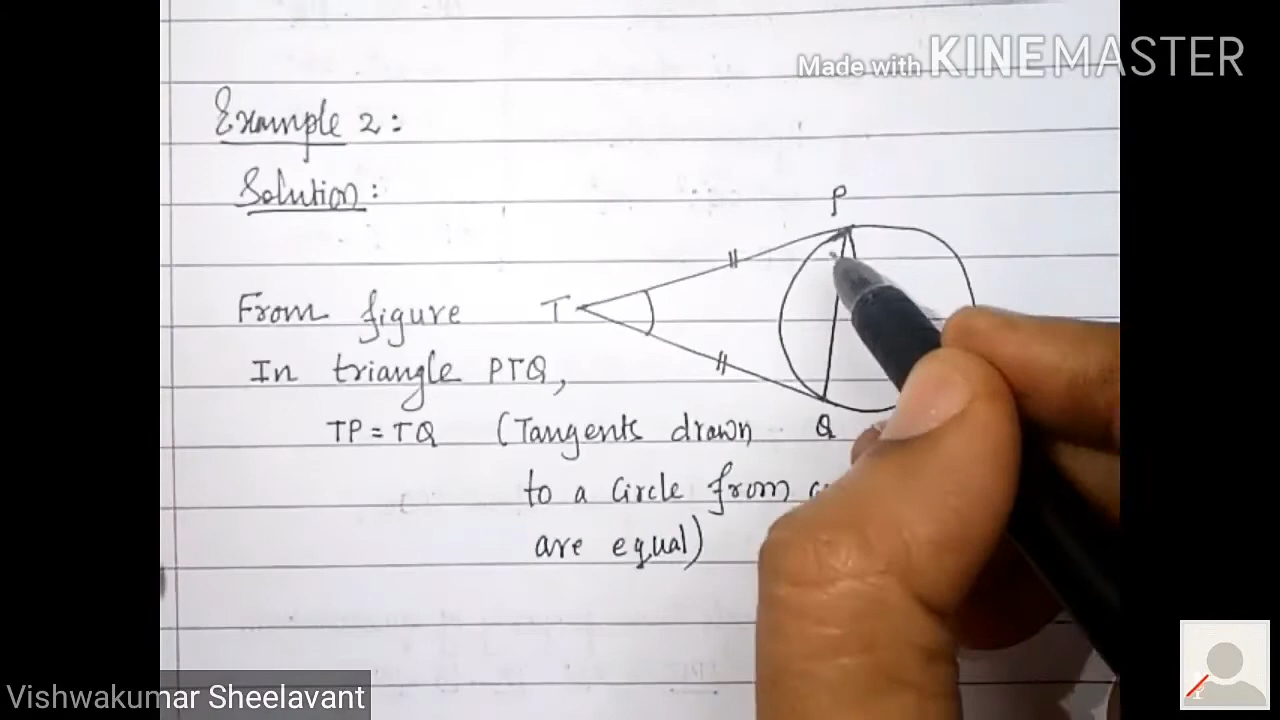 Made with KINEMASTER
Example 2:
Solution:
P
From figure
T
In triangle PTQ,
TP = TQ (Tangents drawn
Q
to a Circle from
are equal)
Vishwakumar Sheelavant